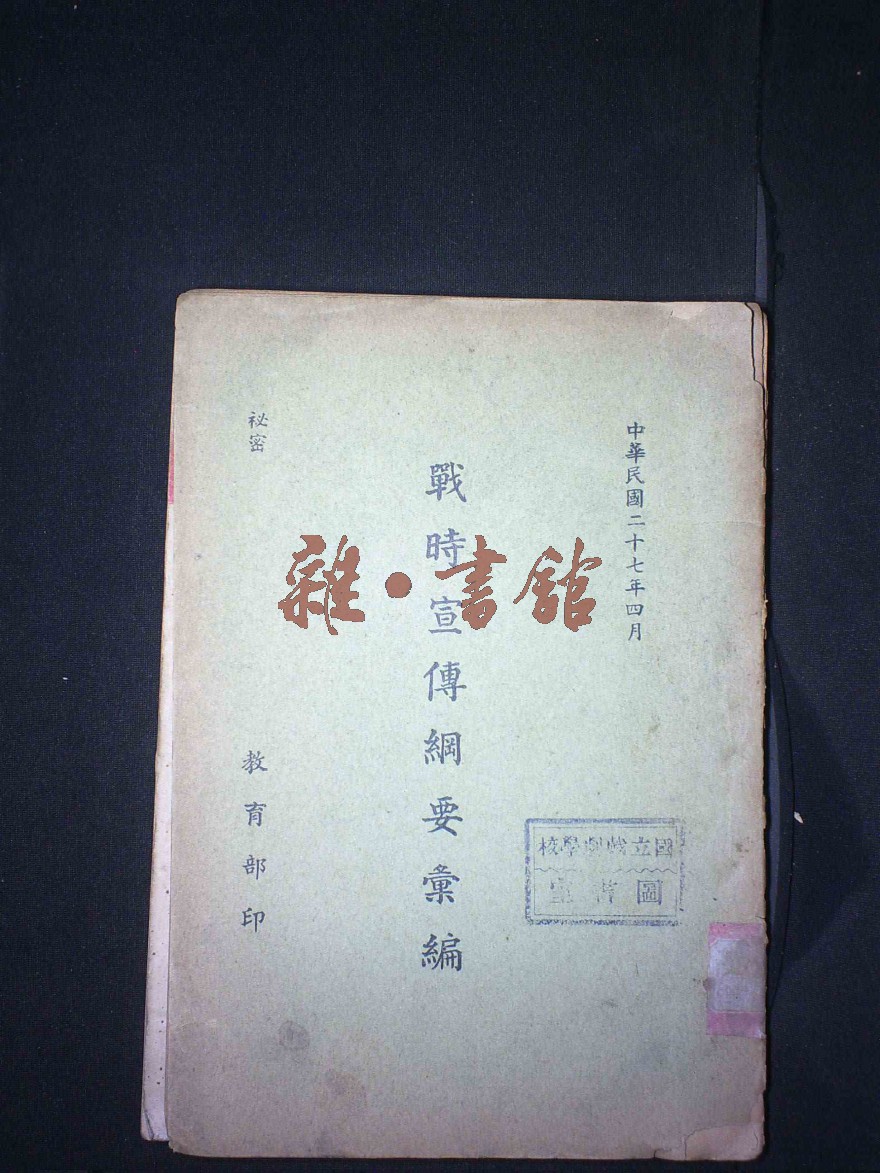 中華民國二十七年四月
戰時宣傳綱要彙編
祕密
教育部印
國立戲劇學校
圖書室
雜·書館